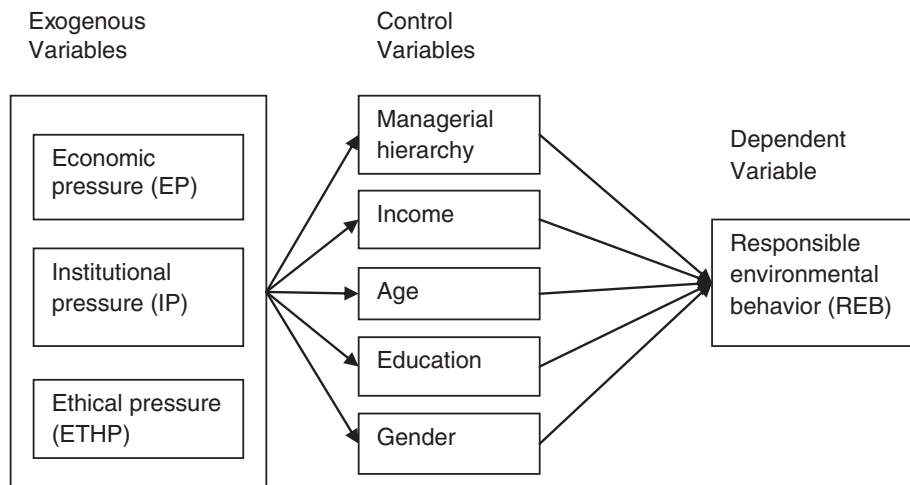 Exogenous
Variables
Control
Variables
Economic
pressure (EP)
Institutional
pressure (IP)
Ethical pressure
(ETHP)
Managerial
hierarchy
Income
Age
Education
Gender
Dependent
Variable
Responsible
environmental
behavior (REB)